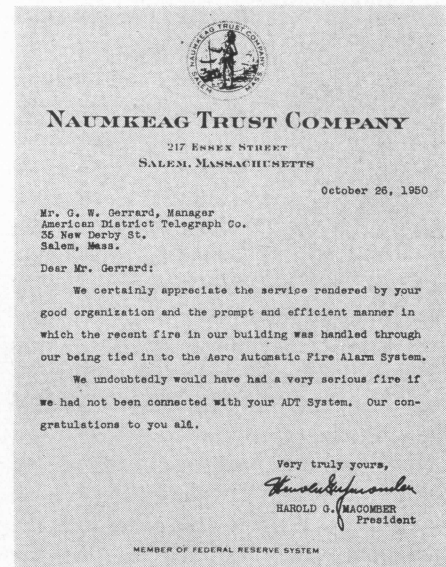 NAUMKEAG TRUST COMPANY
SALEM MASS
NAUMKEAG TRUST COMPANY
217 ESSEX STREET
SALEM, MASSACHUSETTS
October 26, 1950
Mr. G. W. Gerrard, Manager
American District Telegraph Co.
35 New Derby St.
Salem, Mass.
Dear Mr. Gerrard:
We certainly appreciate the service rendered by your
good organization and the prompt and efficient manner in
which the recent fire in our building was handled through
our being tied in to the Aero Automatic Fire Alarm System.
We undoubtedly would have had a very serious fire if
we had not been connected with your ADT System. Our con-
gratulations to you all.
Very truly yours,
HAROLD G. MACOMBER
President
MEMBER OF FEDERAL RESERVE SYSTEM